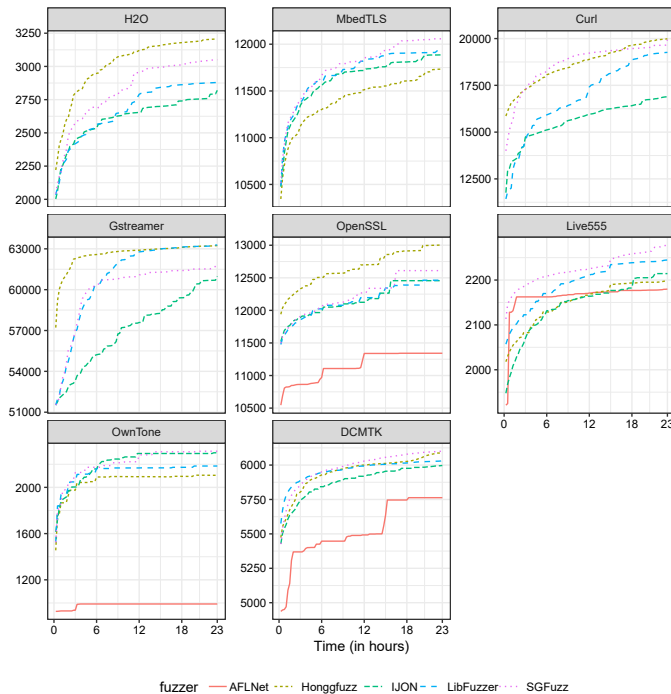 H2O
MbedTLS
Curl
3250
3000
2750
2500
2250
2000
12000
11500
11000
10500
20000
17500
15000
12500
Gstreamer
OpenSSL
Live555
63000
60000
57000
54000
51000
13000
12500
12000
11500
11000
10500
2200
2100
2000
0 6 12 18 23
OwnTone
DCMTK
2000
1600
1200
6000
5750
5500
5250
5000
0 6 12 18 23
0 6 12 18 23
Time (in hours)
fuzzer AFLNet Honggfuzz IJON LibFuzzer SGFuzz